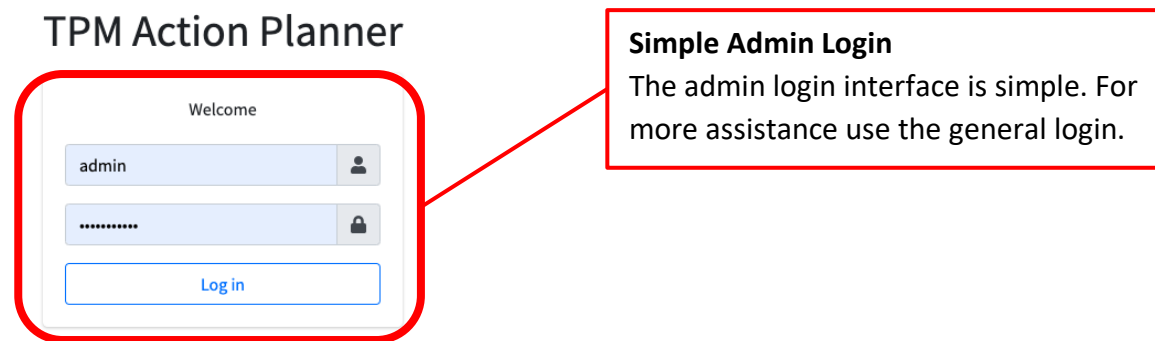 TPM Action Planner
Welcome
admin
•••••••••••
Log in
Simple Admin Login
The admin login interface is simple. For
more assistance use the general login.